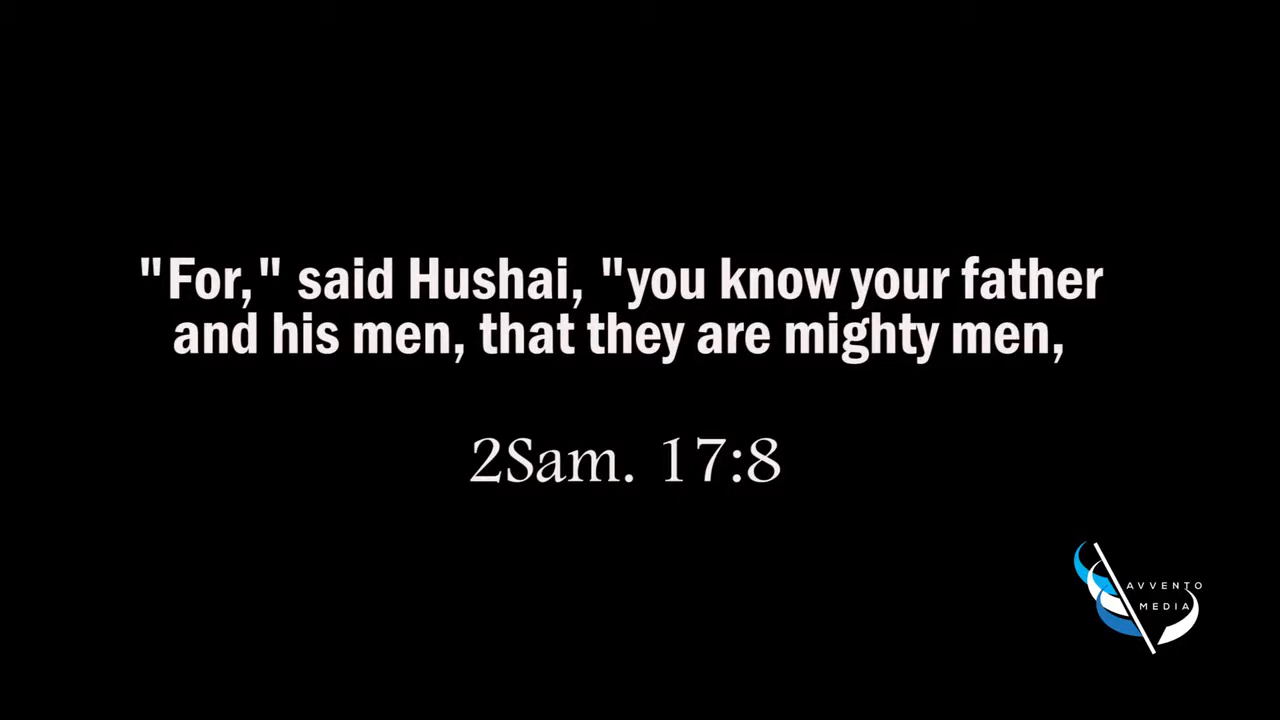 "For," said Hushai, "you know your father
and his men, that they are mighty men,
2Sam. 17:8
AVVENTO
MEDIA